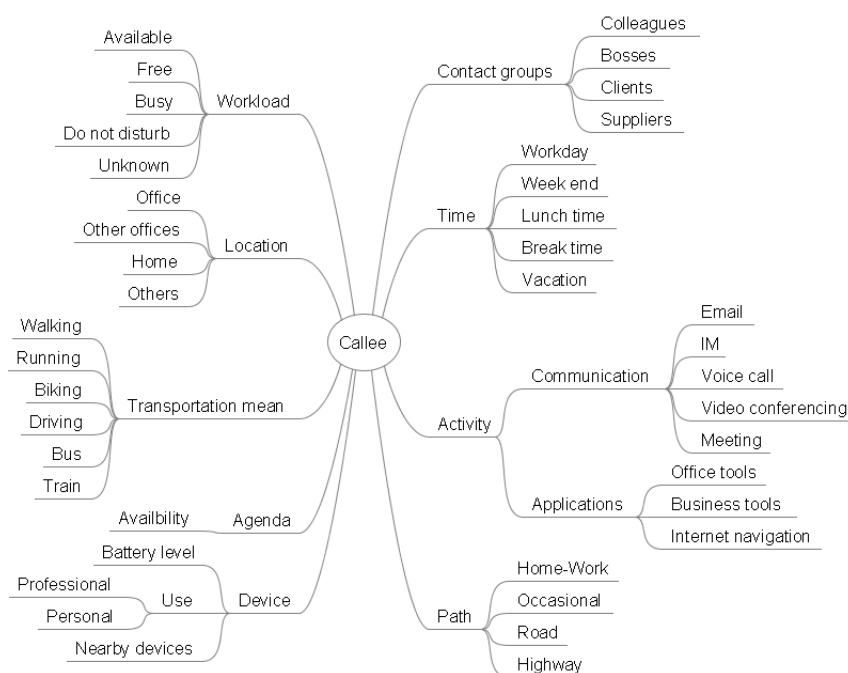 Available
Free
Busy
Do not disturb
Unknown
Workload
Office
Other offices
Home
Others
Location
Walking
Running
Biking
Driving
Bus
Train
Transportation mean
Availbility
Agenda
Battery level
Professional
Personal
Use
Nearby devices
Device
Callee
Contact groups
Colleagues
Bosses
Clients
Suppliers
Time
Workday
Week end
Lunch time
Break time
Vacation
Activity
Communication
Email
IM
Voice call
Video conferencing
Meeting
Applications
Office tools
Business tools
Internet navigation
Path
Home-Work
Occasional
Road
Highway